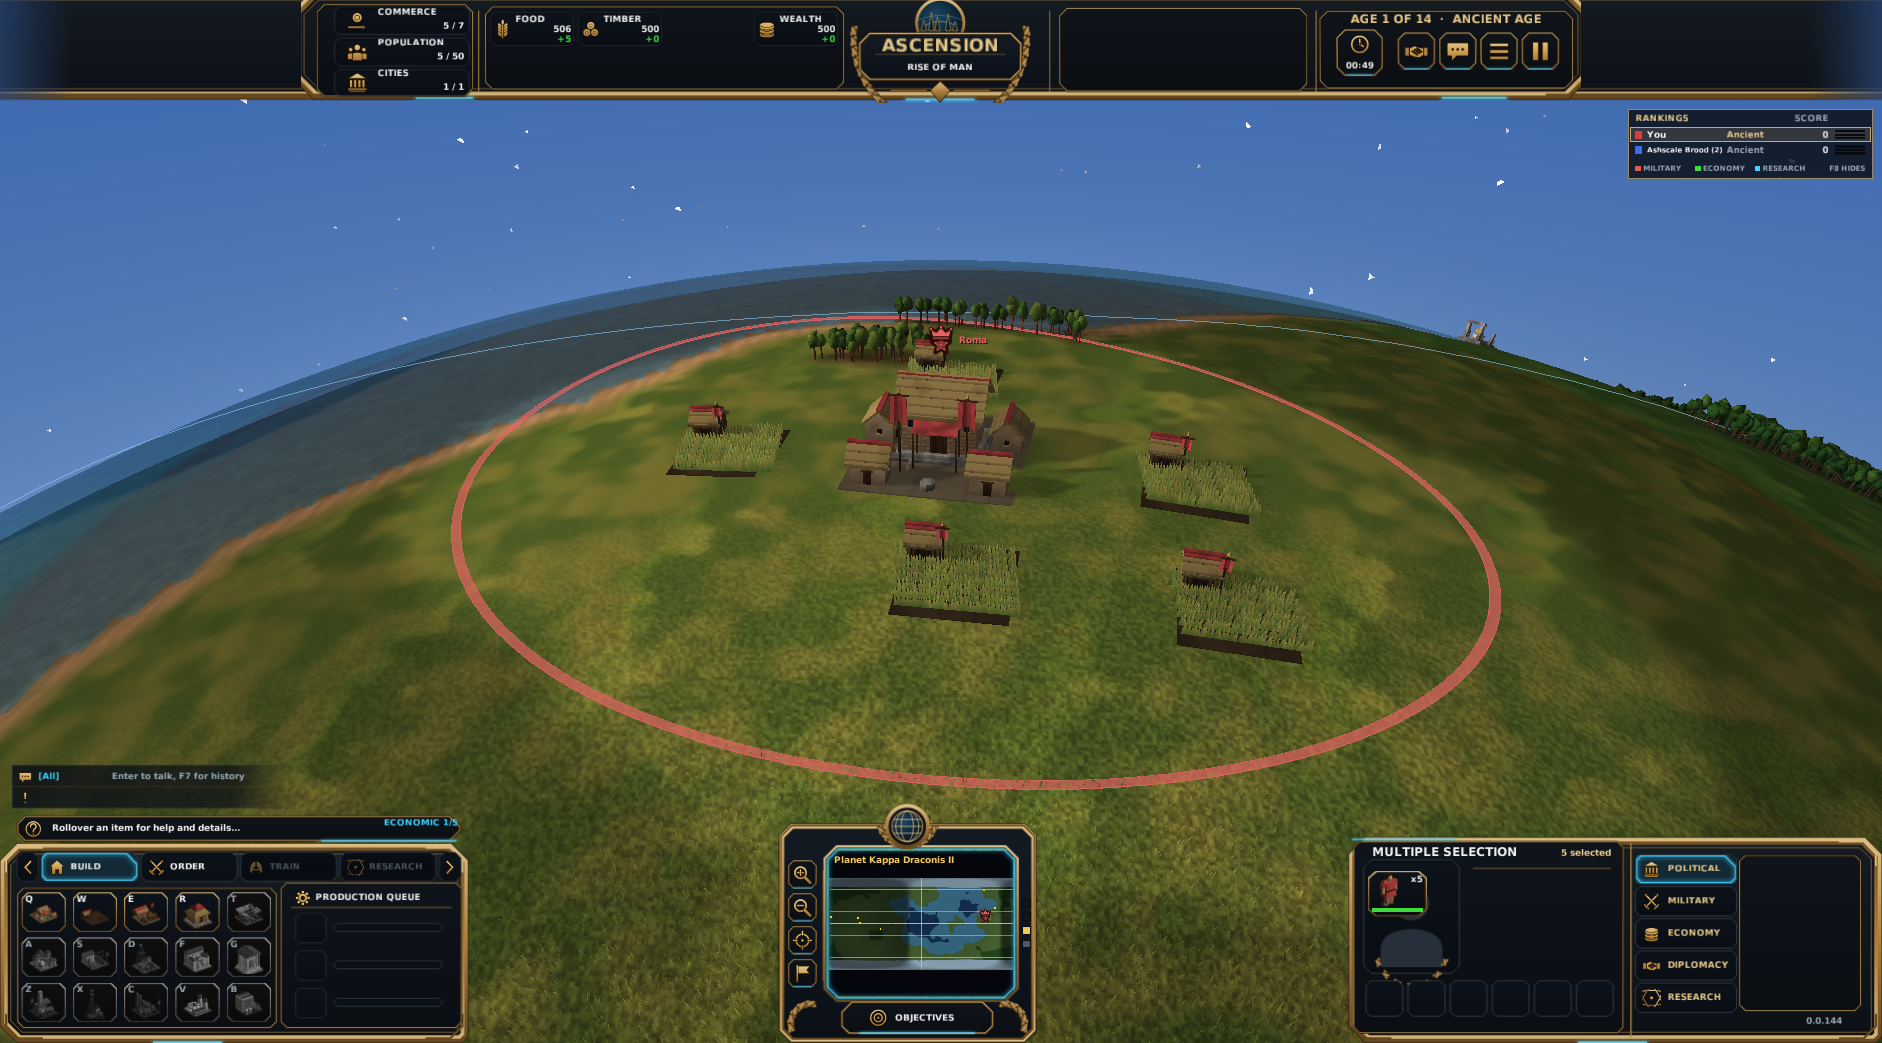 COMMERCE
5 / 7
POPULATION
5 / 50
CITIES
1 / 1
FOOD
506
+5
TIMBER
500
+0
WEALTH
500
+0
ASCENSION
RISE OF MAN
AGE 1 OF 14 · ANCIENT AGE
00:49
RANKINGS SCORE
You Ancient 0
Ashscale Brood (2) Ancient 0
MILITARY ECONOMY RESEARCH F8 HIDES
Roma
[All] Enter to talk, F7 for history
!
Rollover an item for help and details...
ECONOMIC 1/5
BUILD ORDER TRAIN RESEARCH
Q W E R T
A S D F G
Z X C V B
PRODUCTION QUEUE
Planet Kappa Draconis II
OBJECTIVES
MULTIPLE SELECTION 5 selected
x5
POLITICAL
MILITARY
ECONOMY
DIPLOMACY
RESEARCH
0.0.144